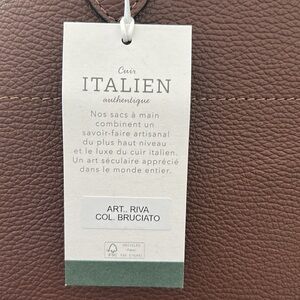 Cuir
ITALIEN
authentique
Nos sacs à main
combinent un
savoir-faire artisanal
du plus haut niveau
et le luxe du cuir italien.
Un art séculaire apprécié
dans le monde entier.
ART.. RIVA
COL. BRUCIATO
FSC